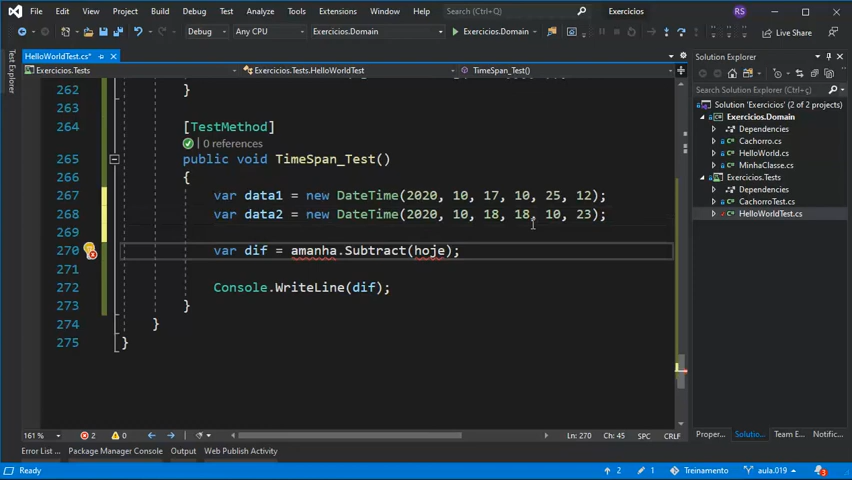 File Edit View Project Build Debug Test Analyze Tools Extensions Window Help Search (Ctrl+Q) Exercicios RS
Debug Any CPU Exercicios.Domain Exercicios.Domain Live Share
Test Explorer
HelloWorldTest.cs*
Exercicios.Tests Exercicios.Tests.HelloWorldTest TimeSpan_Test()
262 }
263
264 [TestMethod]
0 references
265 public void TimeSpan_Test()
266 {
267 var data1 = new DateTime(2020, 10, 17, 10, 25, 12);
268 var data2 = new DateTime(2020, 10, 18, 18, 10, 23);
269
270 var dif = amanha.Subtract(hoje);
271
272 Console.WriteLine(dif);
273 }
274 }
275 }
161 % 2 0 Ln: 270 Ch: 45 SPC CRLF
Error List ... Package Manager Console Output Web Publish Activity
Ready 2 1 Treinamento aula.019 3
Solution Explorer
Search Solution Explorer (Ctrl+ç)
Solution 'Exercicios' (2 of 2 projects)
Exercicios.Domain
Dependencies
Cachorro.cs
HelloWorld.cs
MinhaClasse.cs
Exercicios.Tests
Dependencies
CachorroTest.cs
HelloWorldTest.cs
Proper... Solutio... Team E... Notific...